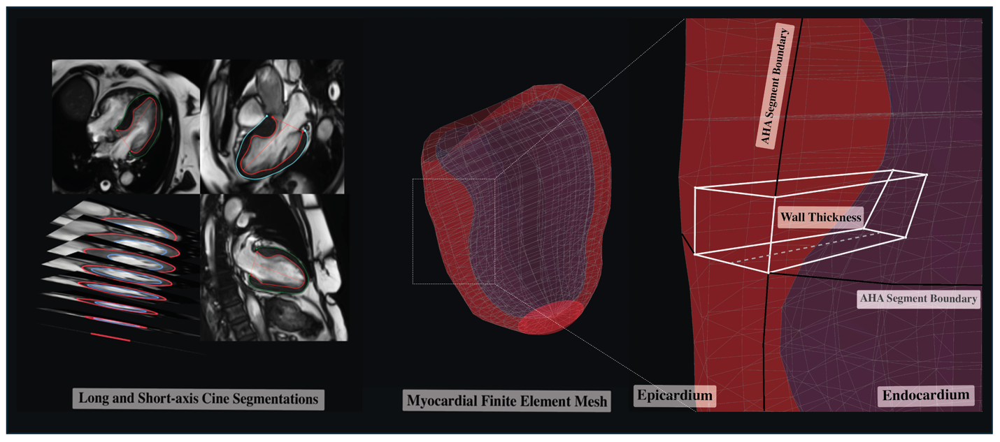 AHA Segment Boundary
Wall Thickness
AHA Segment Boundary
Long and Short-axis Cine Segmentations
Myocardial Finite Element Mesh
Epicardium
Endocardium